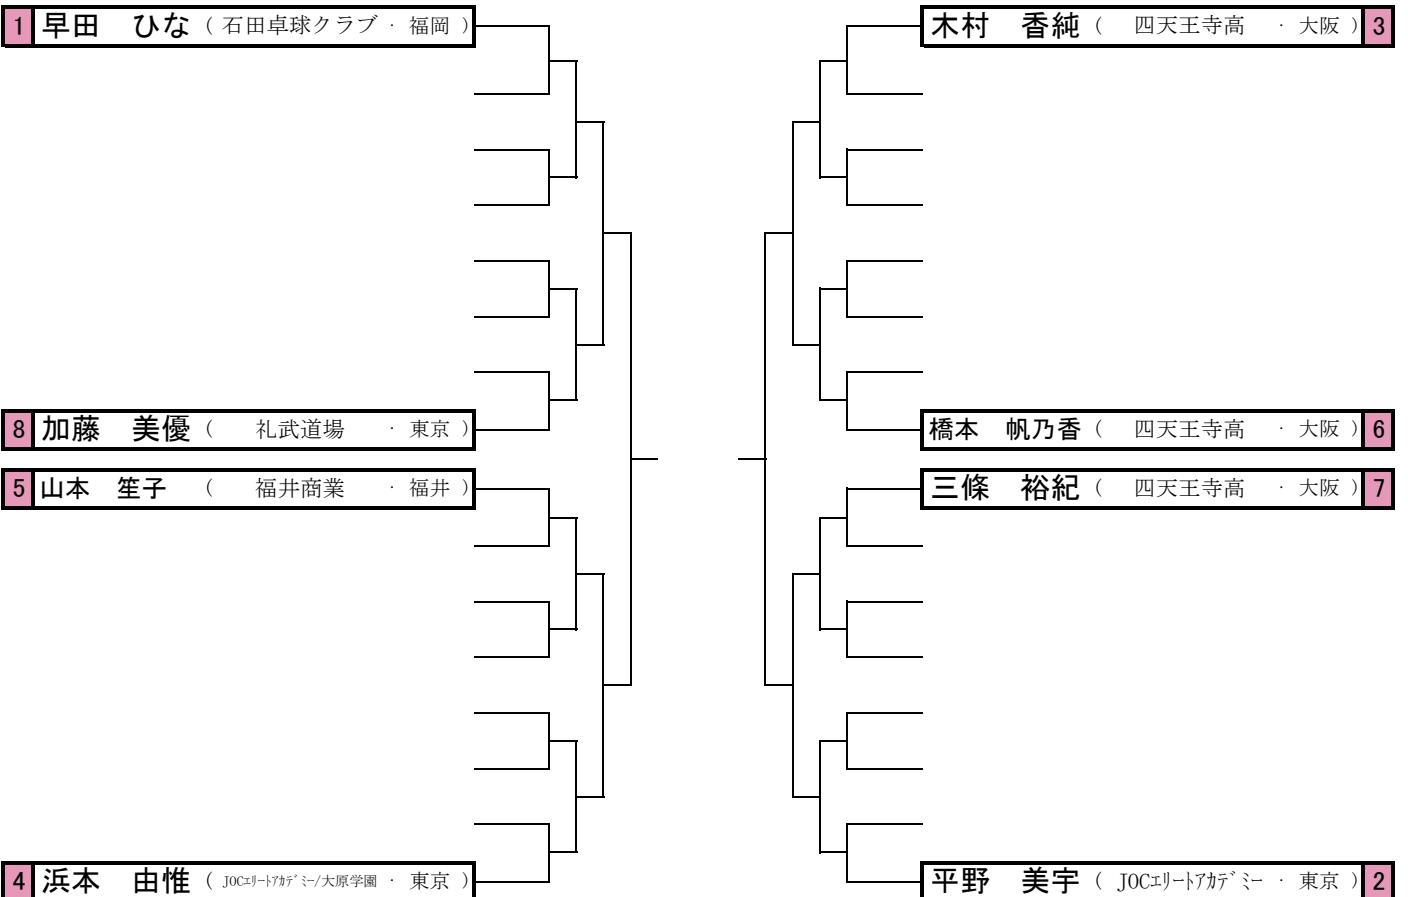 1 早田 ひな ( 石田卓球クラブ ・ 福岡 )
8 加藤 美優 ( 礼武道場 ・ 東京 )
5 山本 笙子 ( 福井商業 ・ 福井 )
4 浜本 由惟 ( JOCｴﾘｰﾄｱｶﾃﾞﾐｰ/大原学園 ・ 東京 )
木村 香純 ( 四天王寺高 ・ 大阪 ) 3
橋本 帆乃香 ( 四天王寺高 ・ 大阪 ) 6
三條 裕紀 ( 四天王寺高 ・ 大阪 ) 7
平野 美宇 ( JOCｴﾘｰﾄｱｶﾃﾞﾐｰ ・ 東京 ) 2